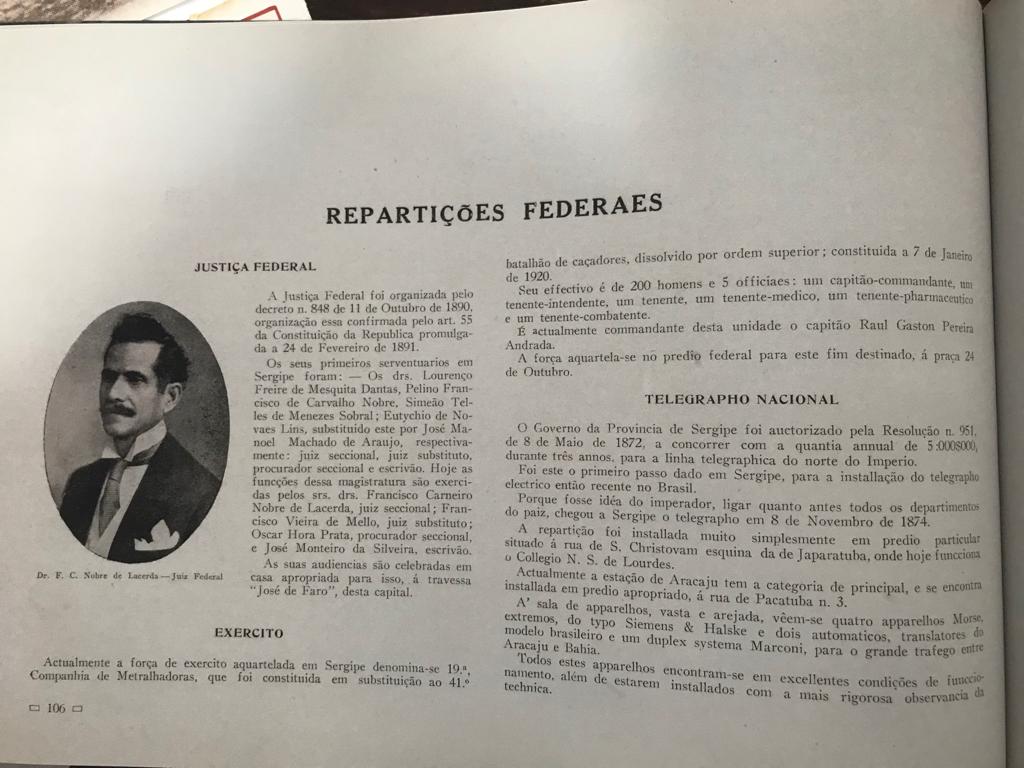 REPARTIÇÕES FEDERAES
JUSTIÇA FEDERAL
A Justiça Federal foi organizada pelo
decreto n. 848 de 11 de Outubro de 1890,
organização essa confirmada pelo art. 55
da Constituição da Republica promulga-
da a 24 de Fevereiro de 1891.
Os seus primeiros serventuarios em
Sergipe foram: — Os drs. Lourenço
Freire de Mesquita Dantas, Pelino Fran-
cisco de Carvalho Nobre, Simeão Tel-
les de Menezes Sobral; Eutychio de No-
vaes Lins, substituido este por José Ma-
noel Machado de Araujo, respectiva-
mente: juiz seccional, juiz substituto,
procurador seccional e escrivão. Hoje as
funcções dessa magistratura são exerci-
das pelos srs. drs. Francisco Carneiro
Nobre de Lacerda, juiz seccional; Fran-
cisco Vieira de Mello, juiz substituto;
Oscar Hora Prata, procurador seccional,
e José Monteiro da Silveira, escrivão.
As suas audiencias são celebradas em
casa apropriada para isso, á travessa
"José de Faro", desta capital.
Dr. F. C. Nobre de Lacerda — Juiz Federal
EXERCITO
Actualmente a força de exercito aquartelada em Sergipe denomina-se 19.ª,
Companhia de Metralhadoras, que foi constituida em substituição ao 41.º
106
batalhão de caçadores, dissolvido por ordem superior; constituida a 7 de Janeiro
de 1920.
Seu effectivo é de 200 homens e 5 officiaes: um capitão-commandante, um
tenente-intendente, um tenente, um tenente-medico, um tenente-pharmaceutico
e um tenente-combatente.
É actualmente commandante desta unidade o capitão Raul Gaston Pereira
Andrada.
A força aquartela-se no predio federal para este fim destinado, á praça 24
de Outubro.
TELEGRAPHO NACIONAL
O Governo da Provincia de Sergipe foi auctorizado pela Resolução n. 951,
de 8 de Maio de 1872, a concorrer com a quantia annual de 5:000$000,
durante três annos, para a linha telegraphica do norte do Imperio.
Foi este o primeiro passo dado em Sergipe, para a installação do telegrapho
electrico então recente no Brasil.
Porque fosse idéa do imperador, ligar quanto antes todos os departimentos
do paiz, chegou a Sergipe o telegrapho em 8 de Novembro de 1874.
A repartição foi installada muito simplesmente em predio particular
situado á rua de S. Christovam esquina da de Japaratuba, onde hoje funcciona
o Collegio N. S. de Lourdes.
Actualmente a estação de Aracaju tem a categoria de principal, e se encontra
installada em predio apropriado, á rua de Pacatuba n. 3.
A' sala de apparelhos, vasta e arejada, vêem-se quatro apparelhos Morse,
extremos, do typo Siemens & Halske e dois automaticos, translatores do
modelo brasileiro e um duplex systema Marconi, para o grande trafego entre
Aracaju e Bahia.
Todos estes apparelhos encontram-se em excellentes condições de funccio-
namento, além de estarem installados com a mais rigorosa observancia da
technica.